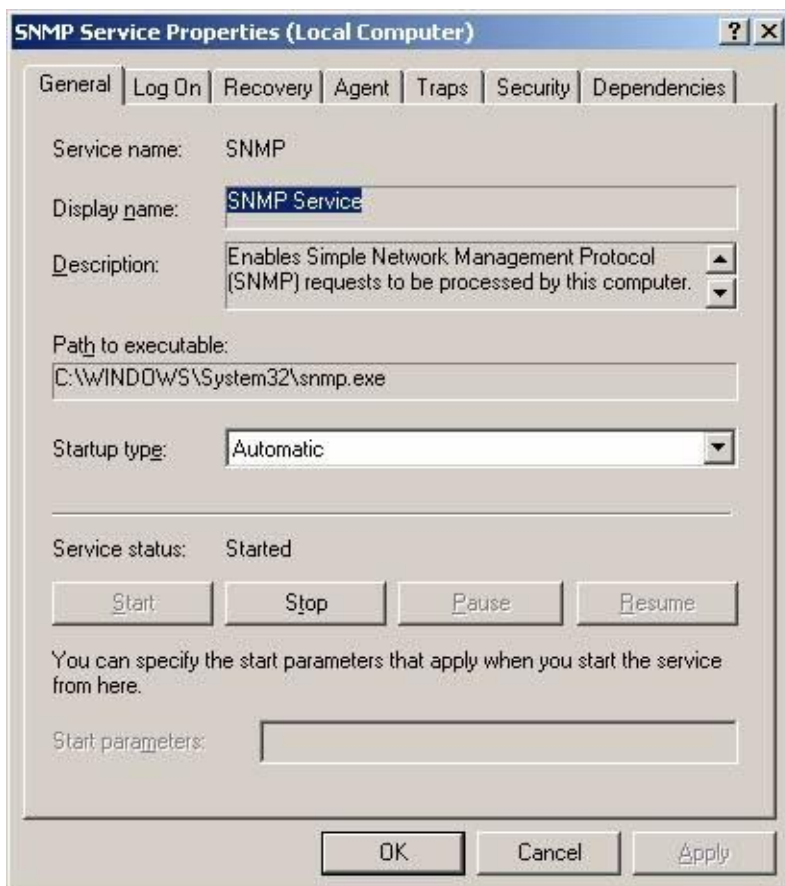 SNMP Service Properties (Local Computer)
General Log On Recovery Agent Traps Security Dependencies
Service name: SNMP
Display name: SNMP Service
Description: Enables Simple Network Management Protocol
(SNMP) requests to be processed by this computer.
Path to executable:
C:\WINDOWS\System32\snmp.exe
Startup type: Automatic
Service status: Started
Start Stop Pause Resume
You can specify the start parameters that apply when you start the service
from here.
Start parameters:
OK Cancel Apply